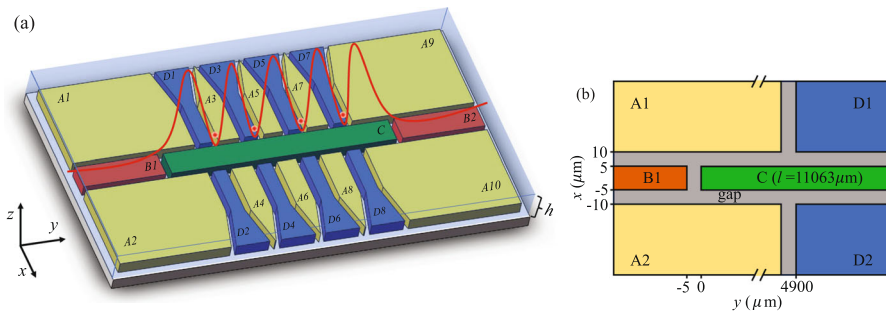 (a)
D1 D3 D5 D7 A9
A1 A3 A5 A7
B1 C B2
A4 A6 A8 A10
A2 D2 D4 D6 D8
h
z
y
x
(b)
A1 D1
10
5
-5
-10
x (μm)
B1 C (l =11063μm)
gap
A2 D2
-5 0 4900
y (μm)